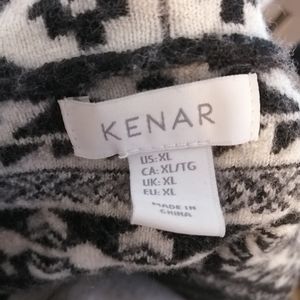 KENAR
US: XL
CA: XL/TG
UK: XL
EU: XL
MADE IN
CHINA